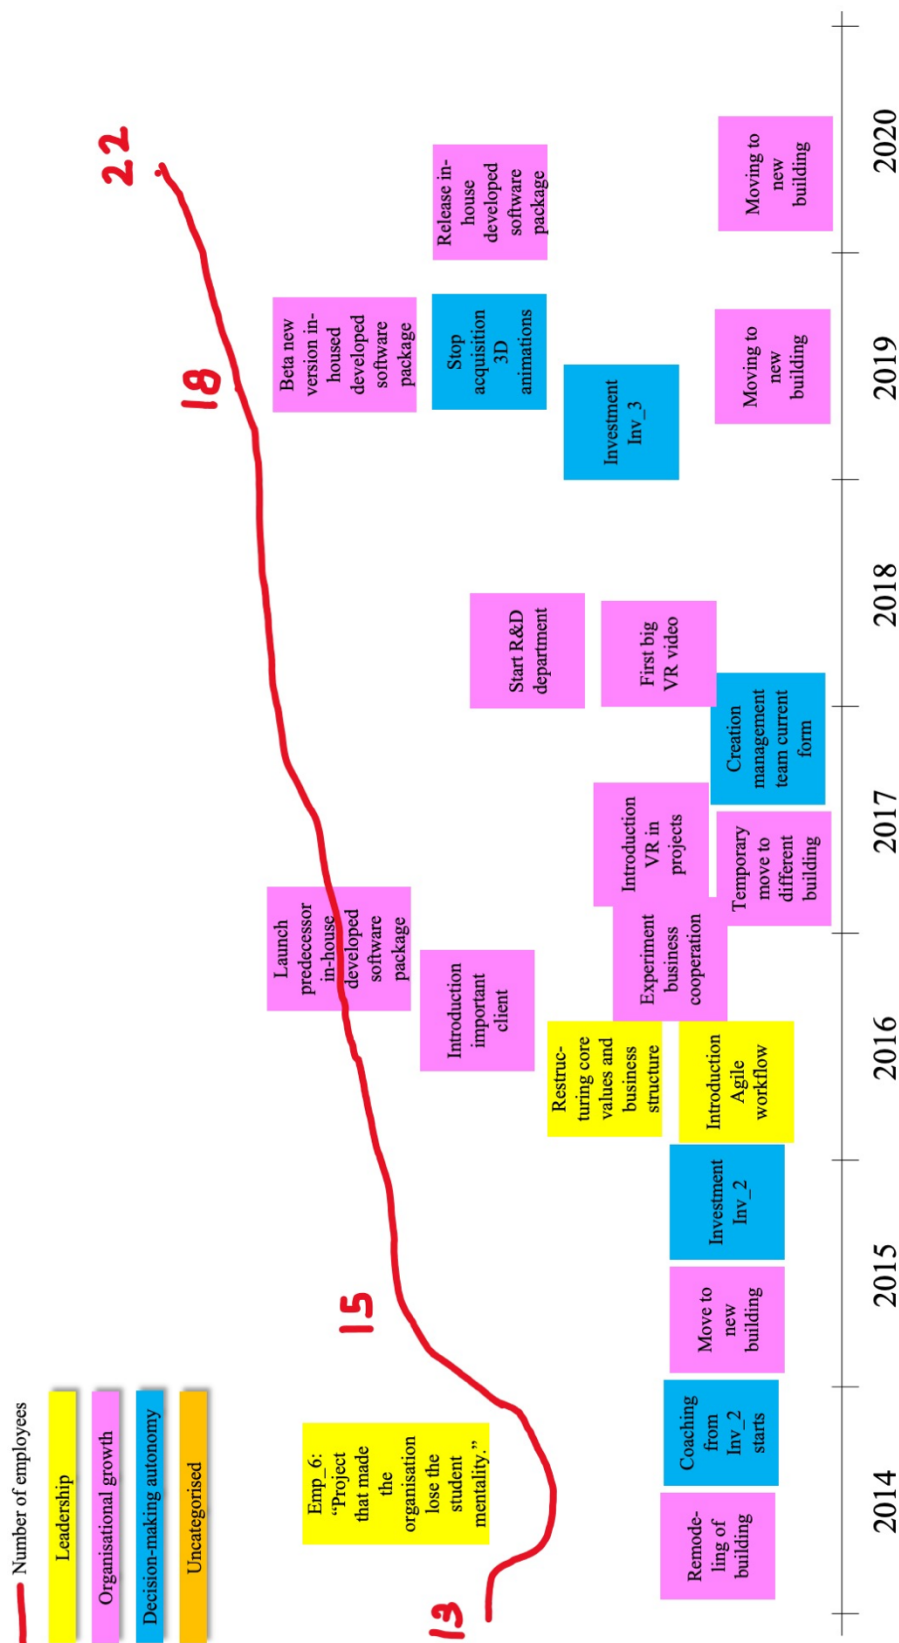 Number of employees
Leadership
Organisational growth
Decision-making autonomy
Uncategorised
13
15
18
22
Emp_6:
“Project
that made
the
organisation
lose the
student
mentality.”
Remode-
ling of
building
Coaching
from
Inv_2
starts
Move to
new
building
Investment
Inv_2
Restruc-
turing core
values and
business
structure
Introduction
Agile
workflow
Launch
predecessor
in-house
developed
software
package
Introduction
important
client
Experiment
business
cooperation
Introduction
VR in
projects
Temporary
move to
different
building
Creation
management
team current
form
Start R&D
department
First big
VR video
Beta new
version in-
housed
developed
software
package
Stop
acquisition
3D
animations
Investment
Inv_3
Moving to
new
building
Release in-
house
developed
software
package
Moving to
new
building
2014
2015
2016
2017
2018
2019
2020